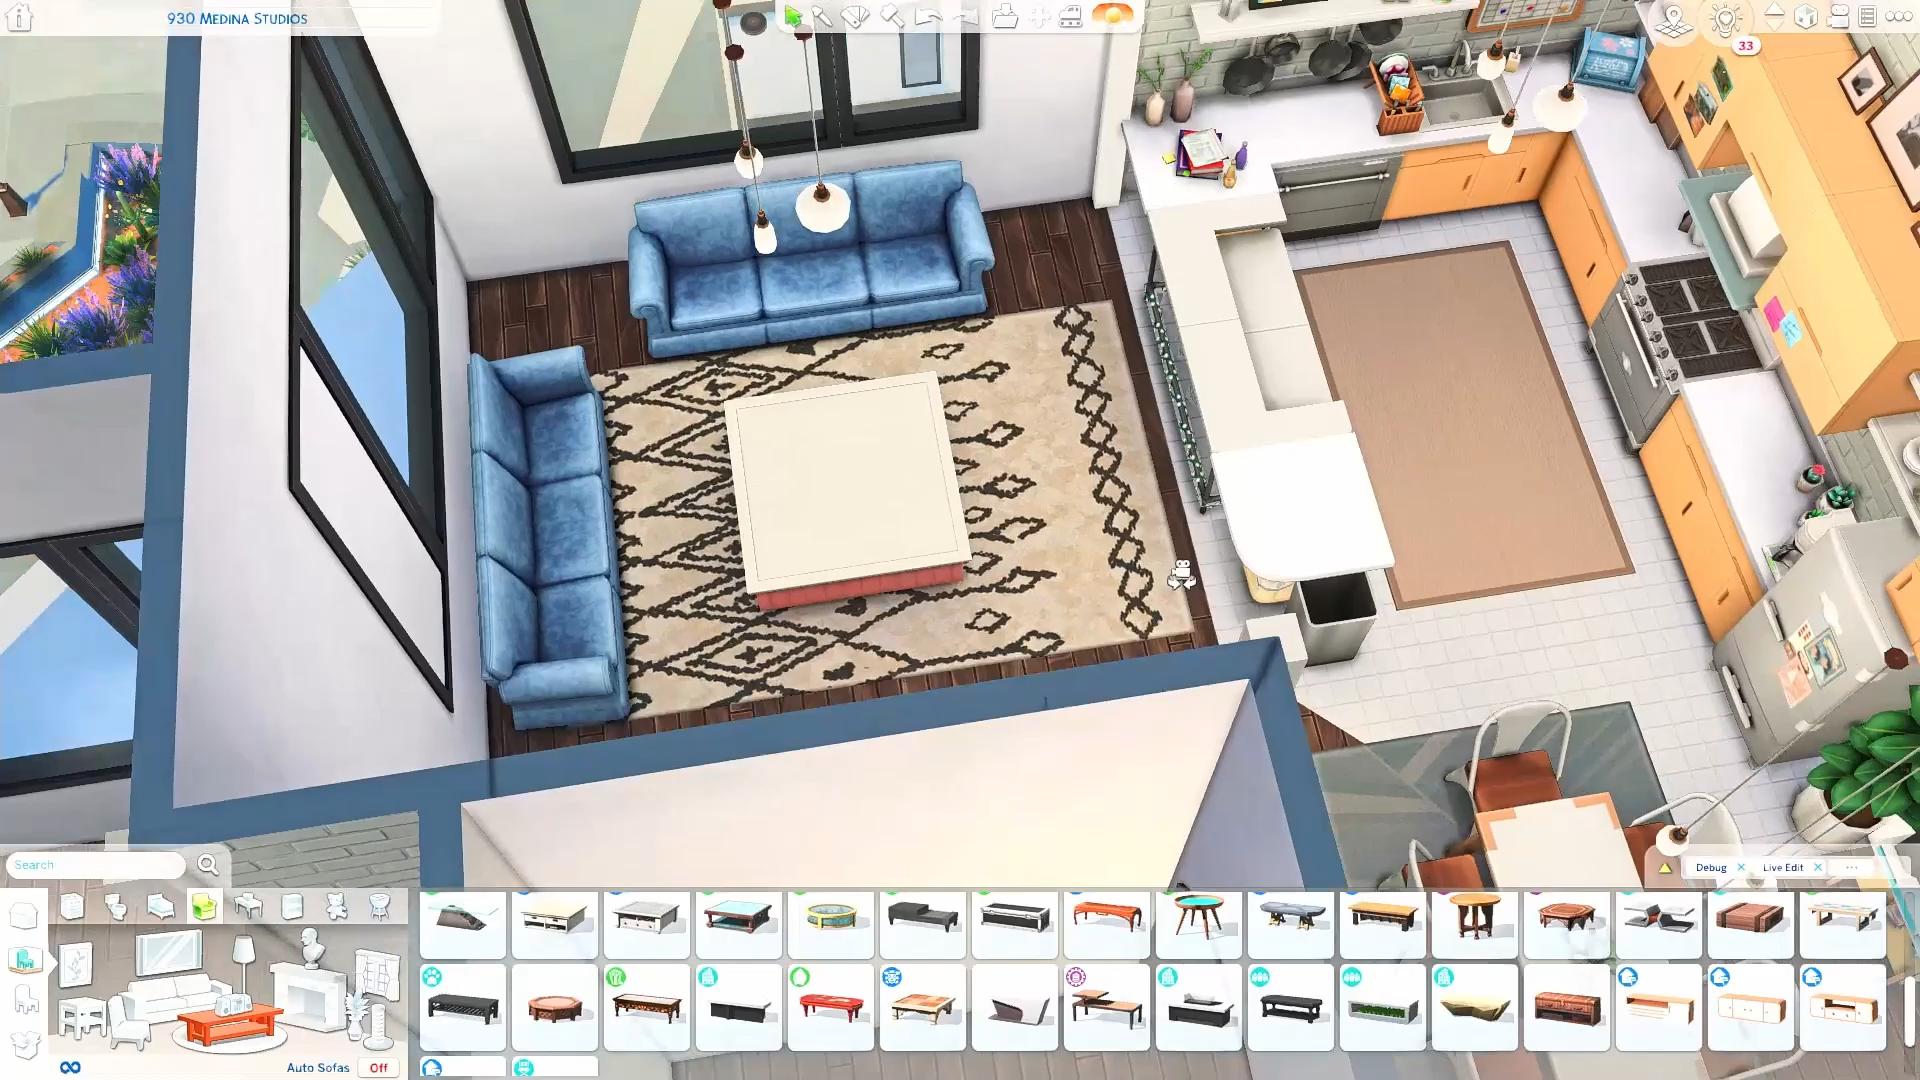 930 Medina Studios
33
Search
Debug
Live Edit
Auto Sofas
Off